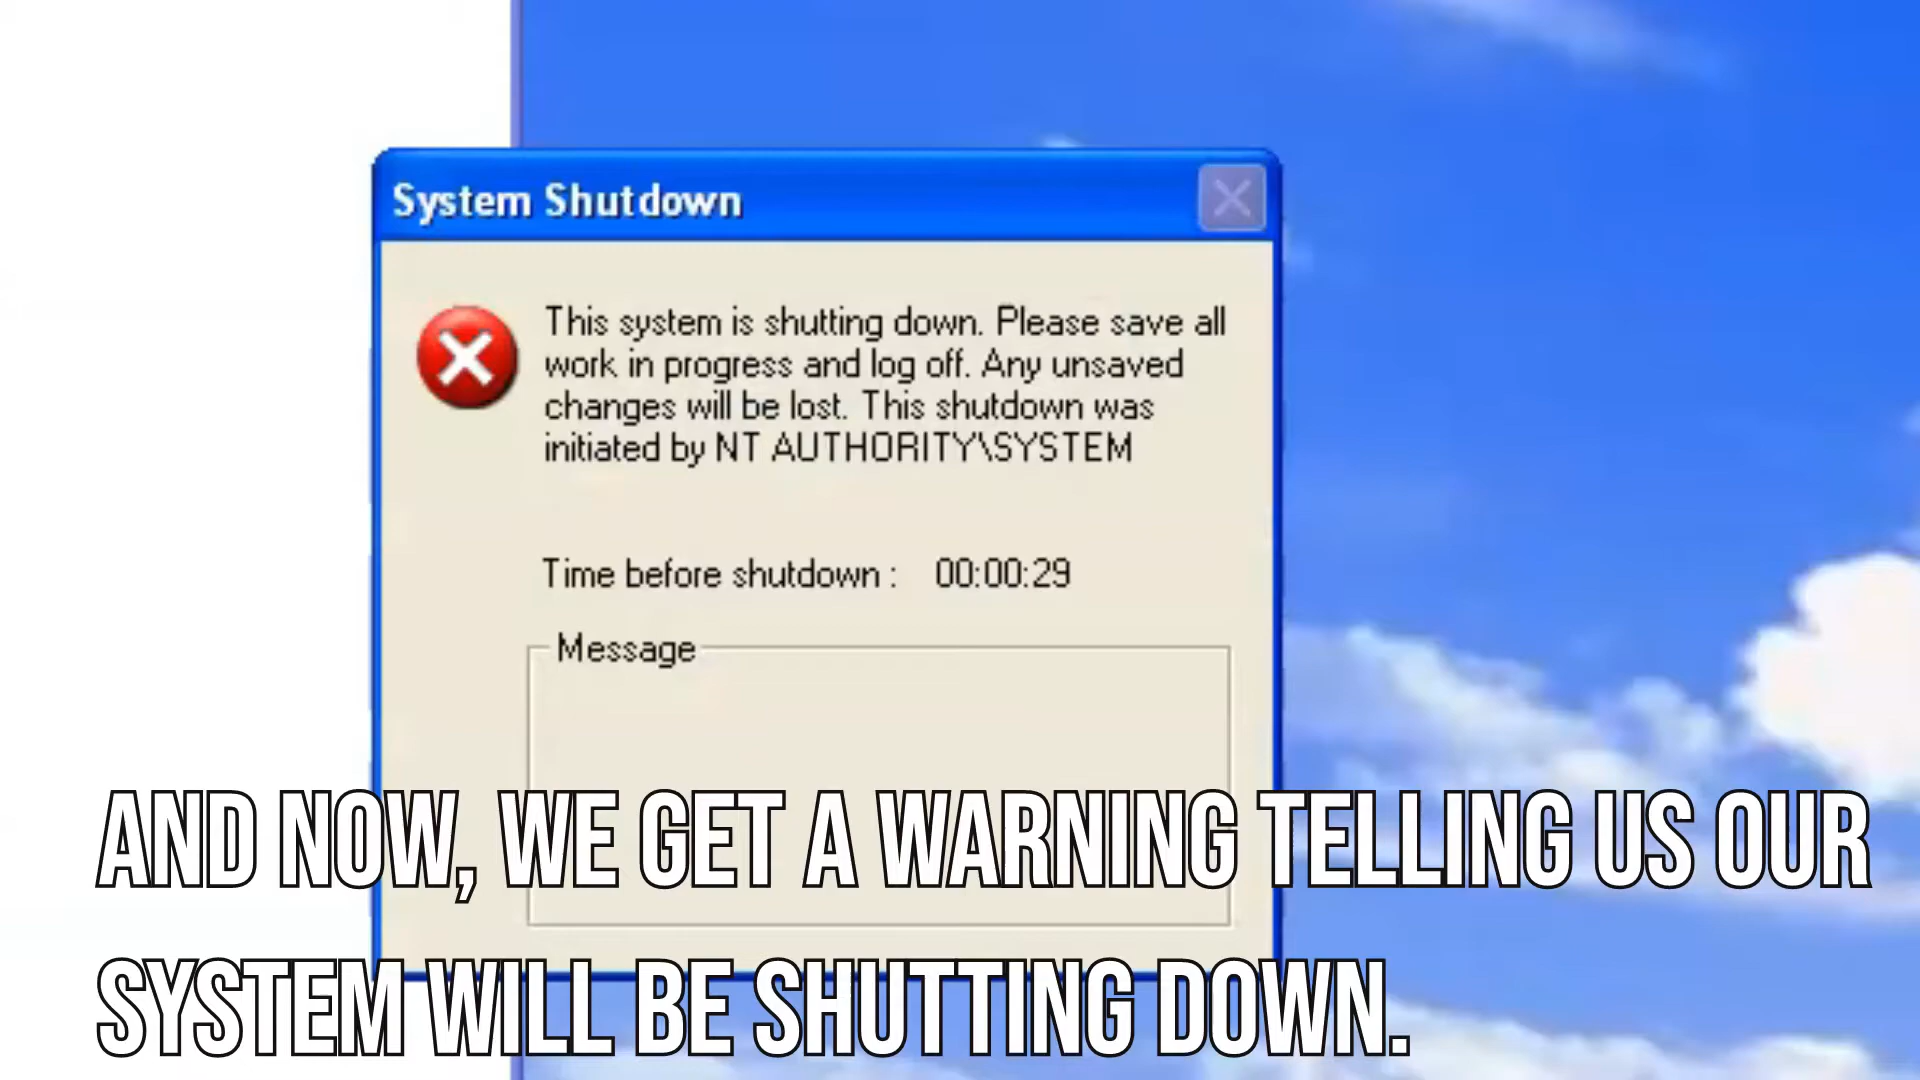 System Shutdown
This system is shutting down. Please save all
work in progress and log off. Any unsaved
changes will be lost. This shutdown was
initiated by NT AUTHORITY\SYSTEM
Time before shutdown : 00:00:29
Message
AND NOW, WE GET A WARNING TELLING US OUR
SYSTEM WILL BE SHUTTING DOWN.